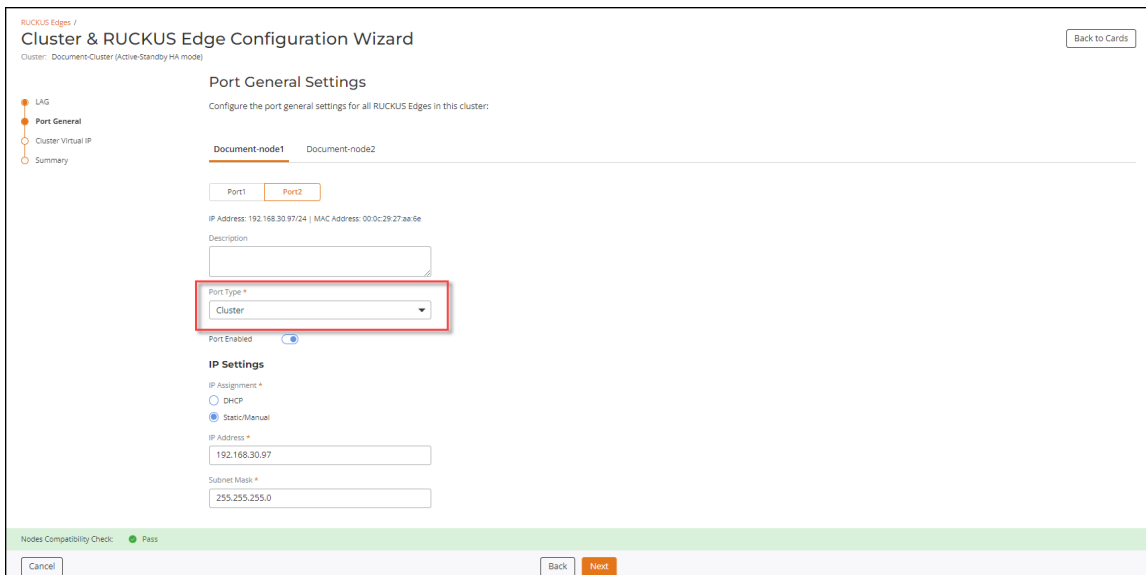 RUCKUS Edges /
Cluster & RUCKUS Edge Configuration Wizard
Back to Cards
Cluster: Document-Cluster (Active-Standby HA mode)
LAG
Port General
Cluster Virtual IP
Summary
Port General Settings
Configure the port general settings for all RUCKUS Edges in this cluster:
Document-node1 Document-node2
Port1 Port2
IP Address: 192.168.30.97/24 | MAC Address: 00:0c:29:27:aa:6e
Description
Port Type *
Cluster
Port Enabled
IP Settings
IP Assignment *
DHCP
Static/Manual
IP Address *
192.168.30.97
Subnet Mask *
255.255.255.0
Nodes Compatibility Check: Pass
Cancel Back Next